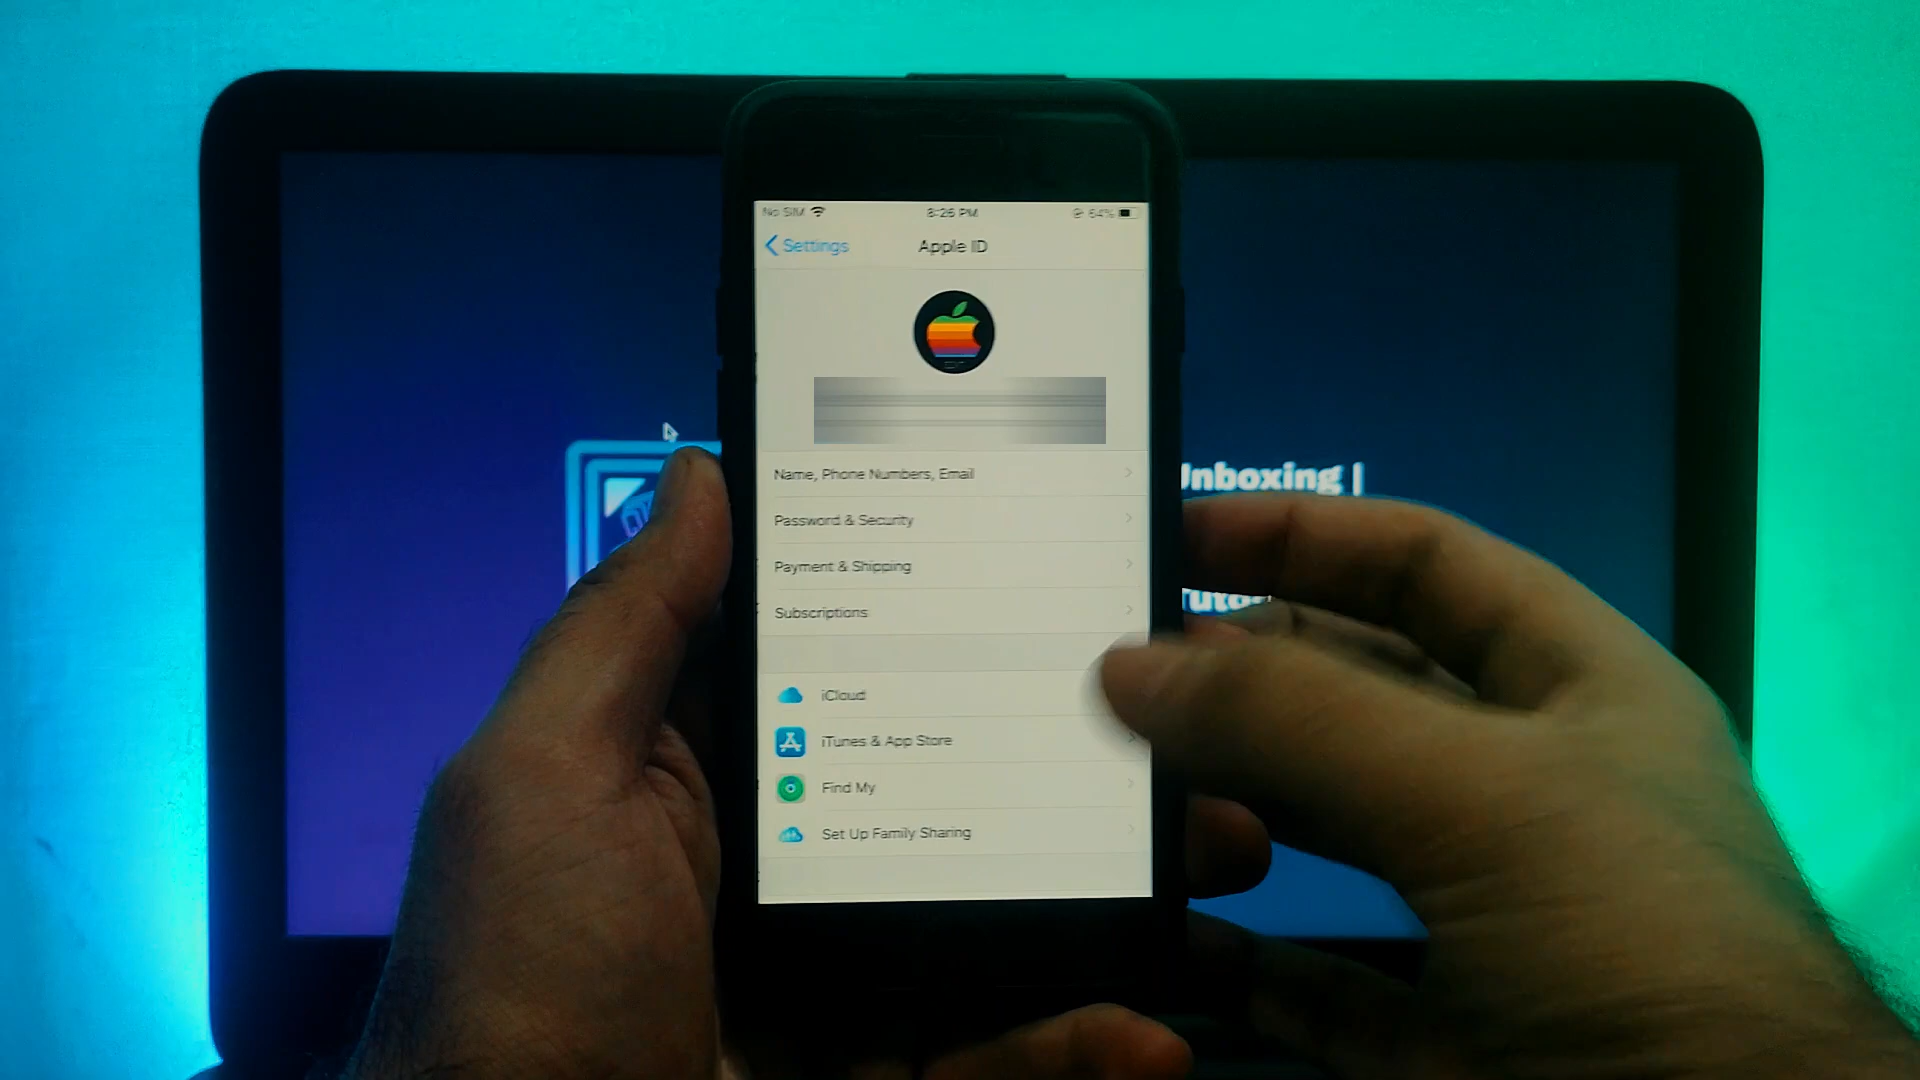 No SIM 8:26 PM 64%
Settings Apple ID
Name, Phone Numbers, Email
Password & Security
Payment & Shipping
Subscriptions
iCloud
iTunes & App Store
Find My
Set Up Family Sharing
Unboxing |